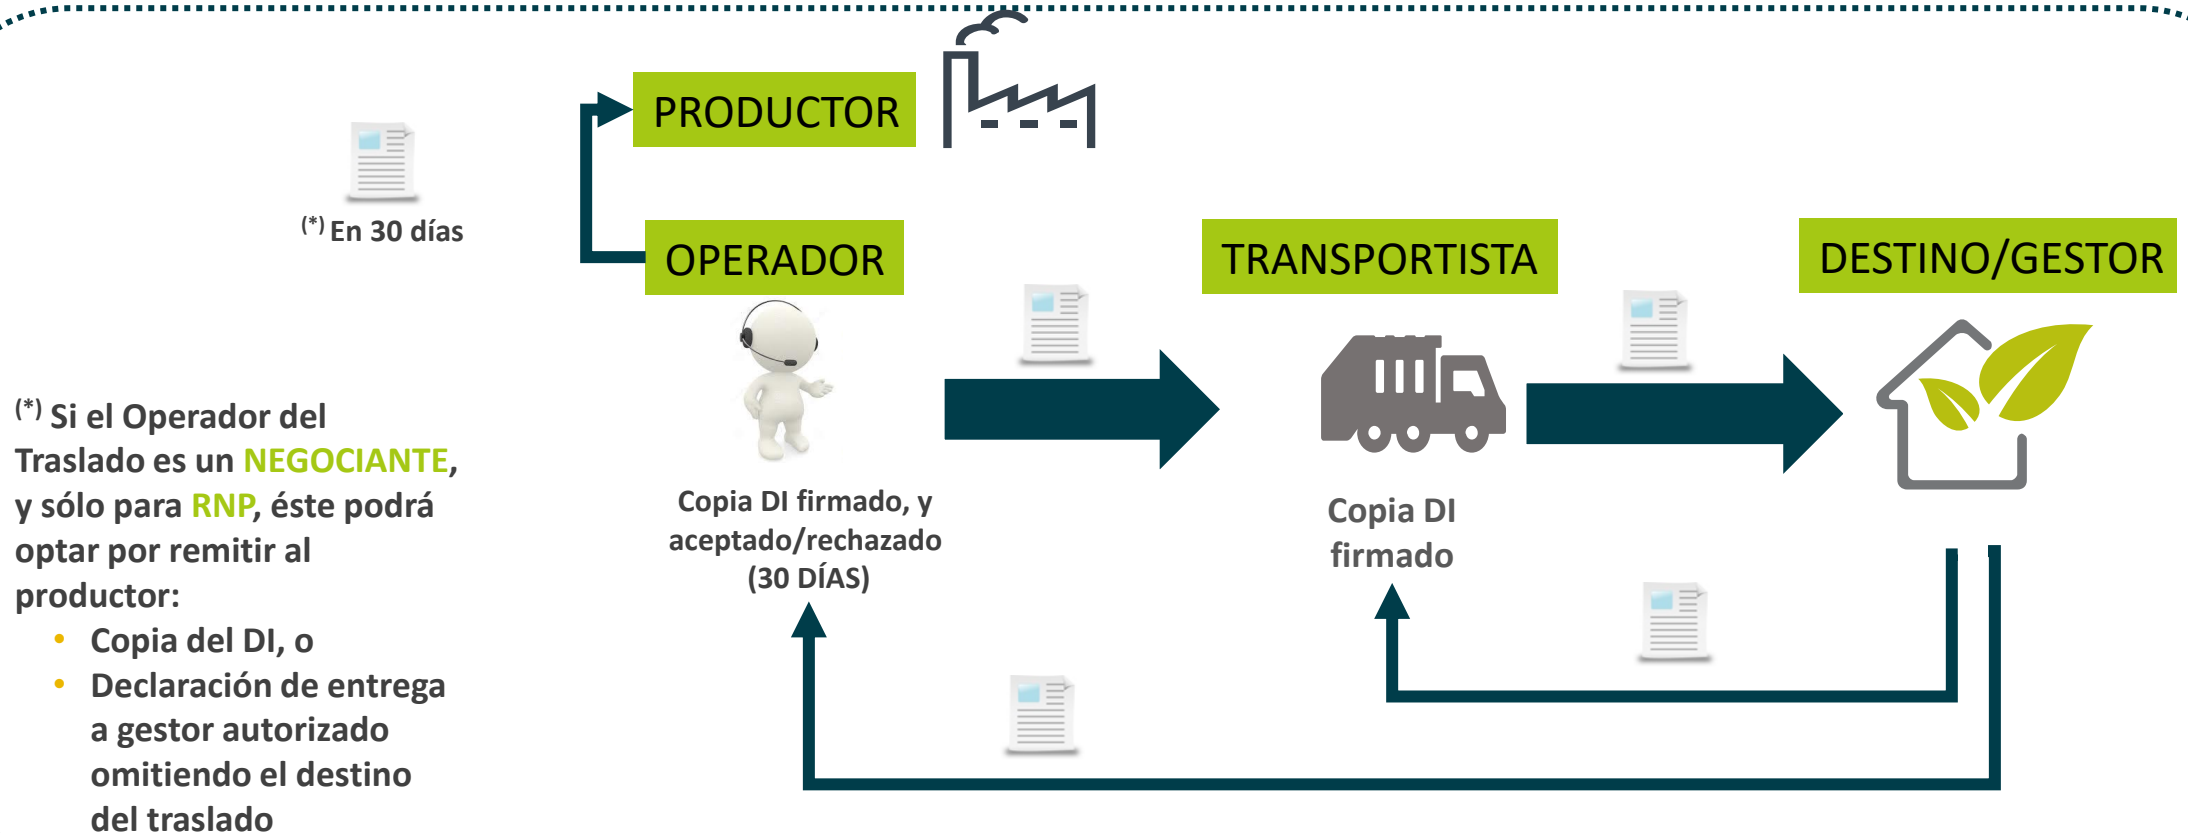 PRODUCTOR
(*) En 30 días
OPERADOR
TRANSPORTISTA
DESTINO/GESTOR
(*) Si el Operador del
Traslado es un NEGOCIANTE,
y sólo para RNP, éste podrá
optar por remitir al
productor:
• Copia del DI, o
• Declaración de entrega
a gestor autorizado
omitiendo el destino
del traslado
Copia DI firmado, y
aceptado/rechazado
(30 DÍAS)
Copia DI
firmado